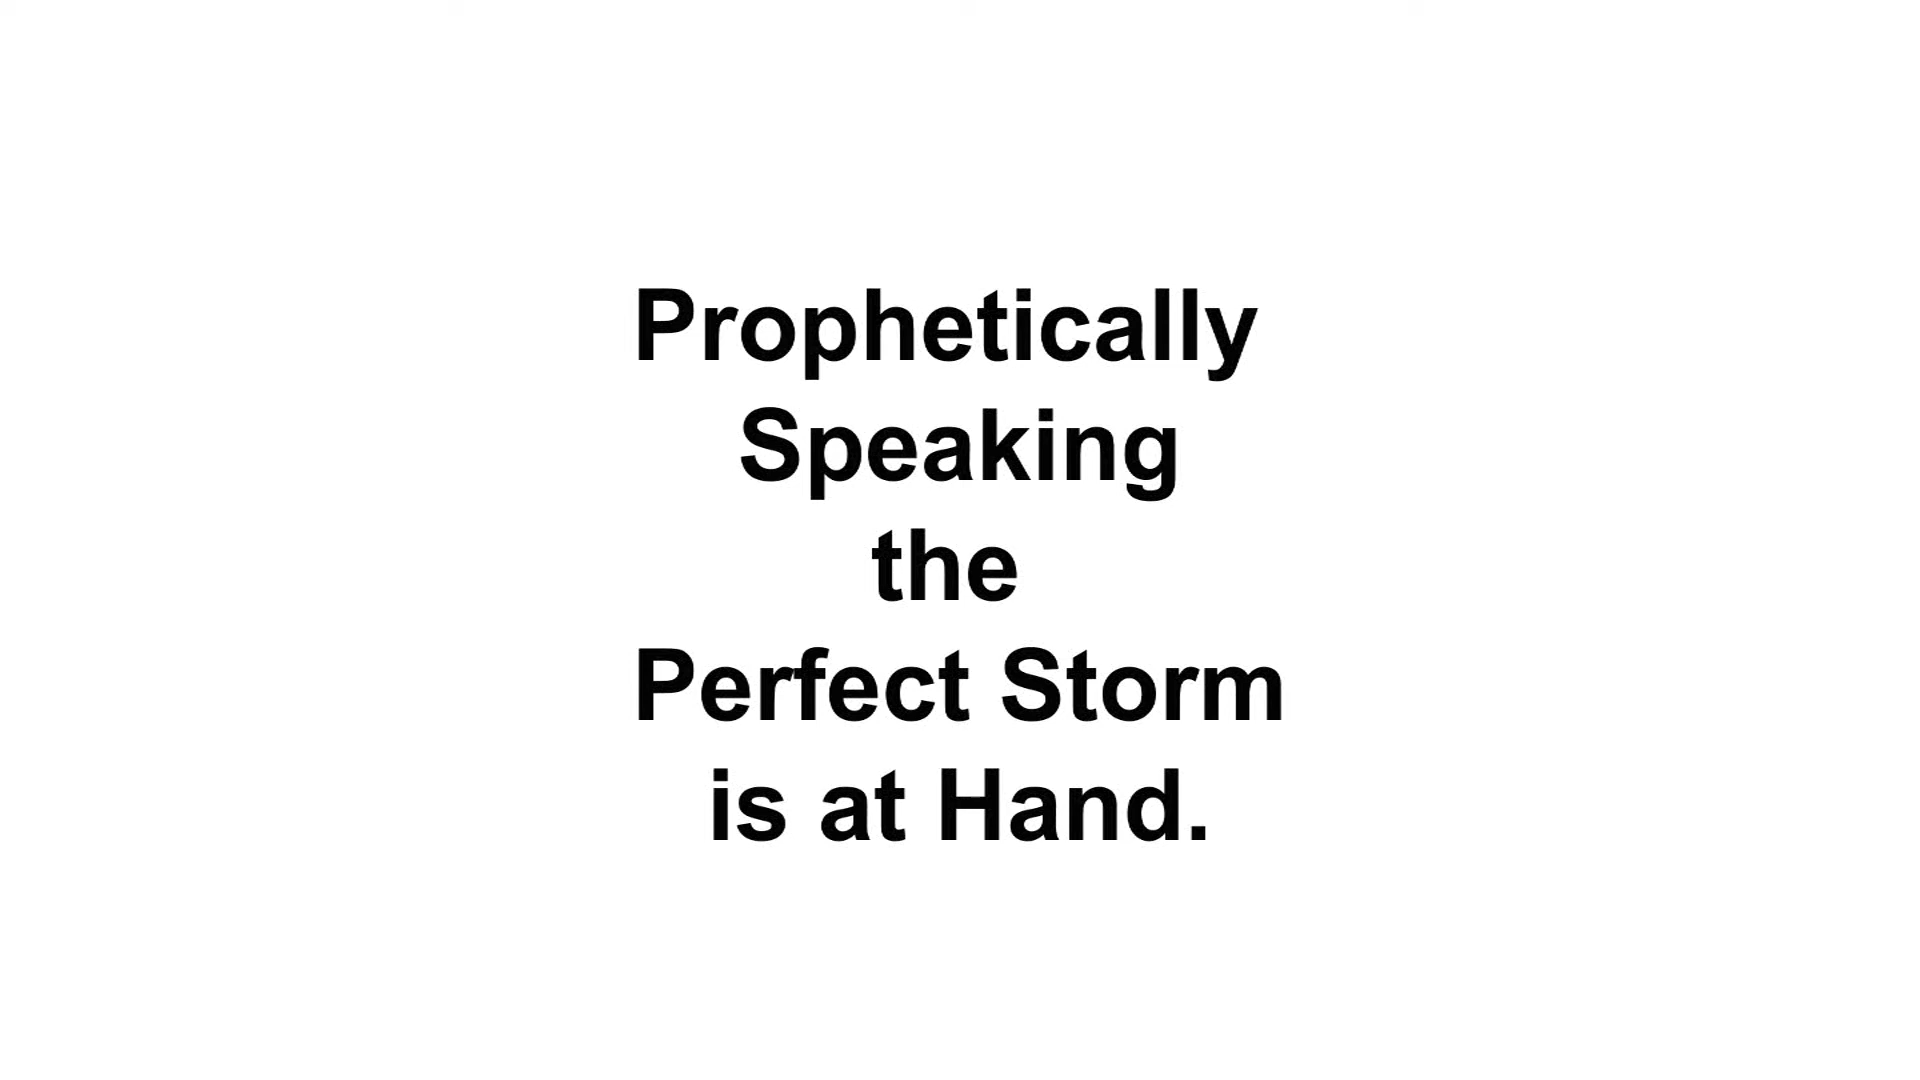 Prophetically
Speaking
the
Perfect Storm
is at Hand.